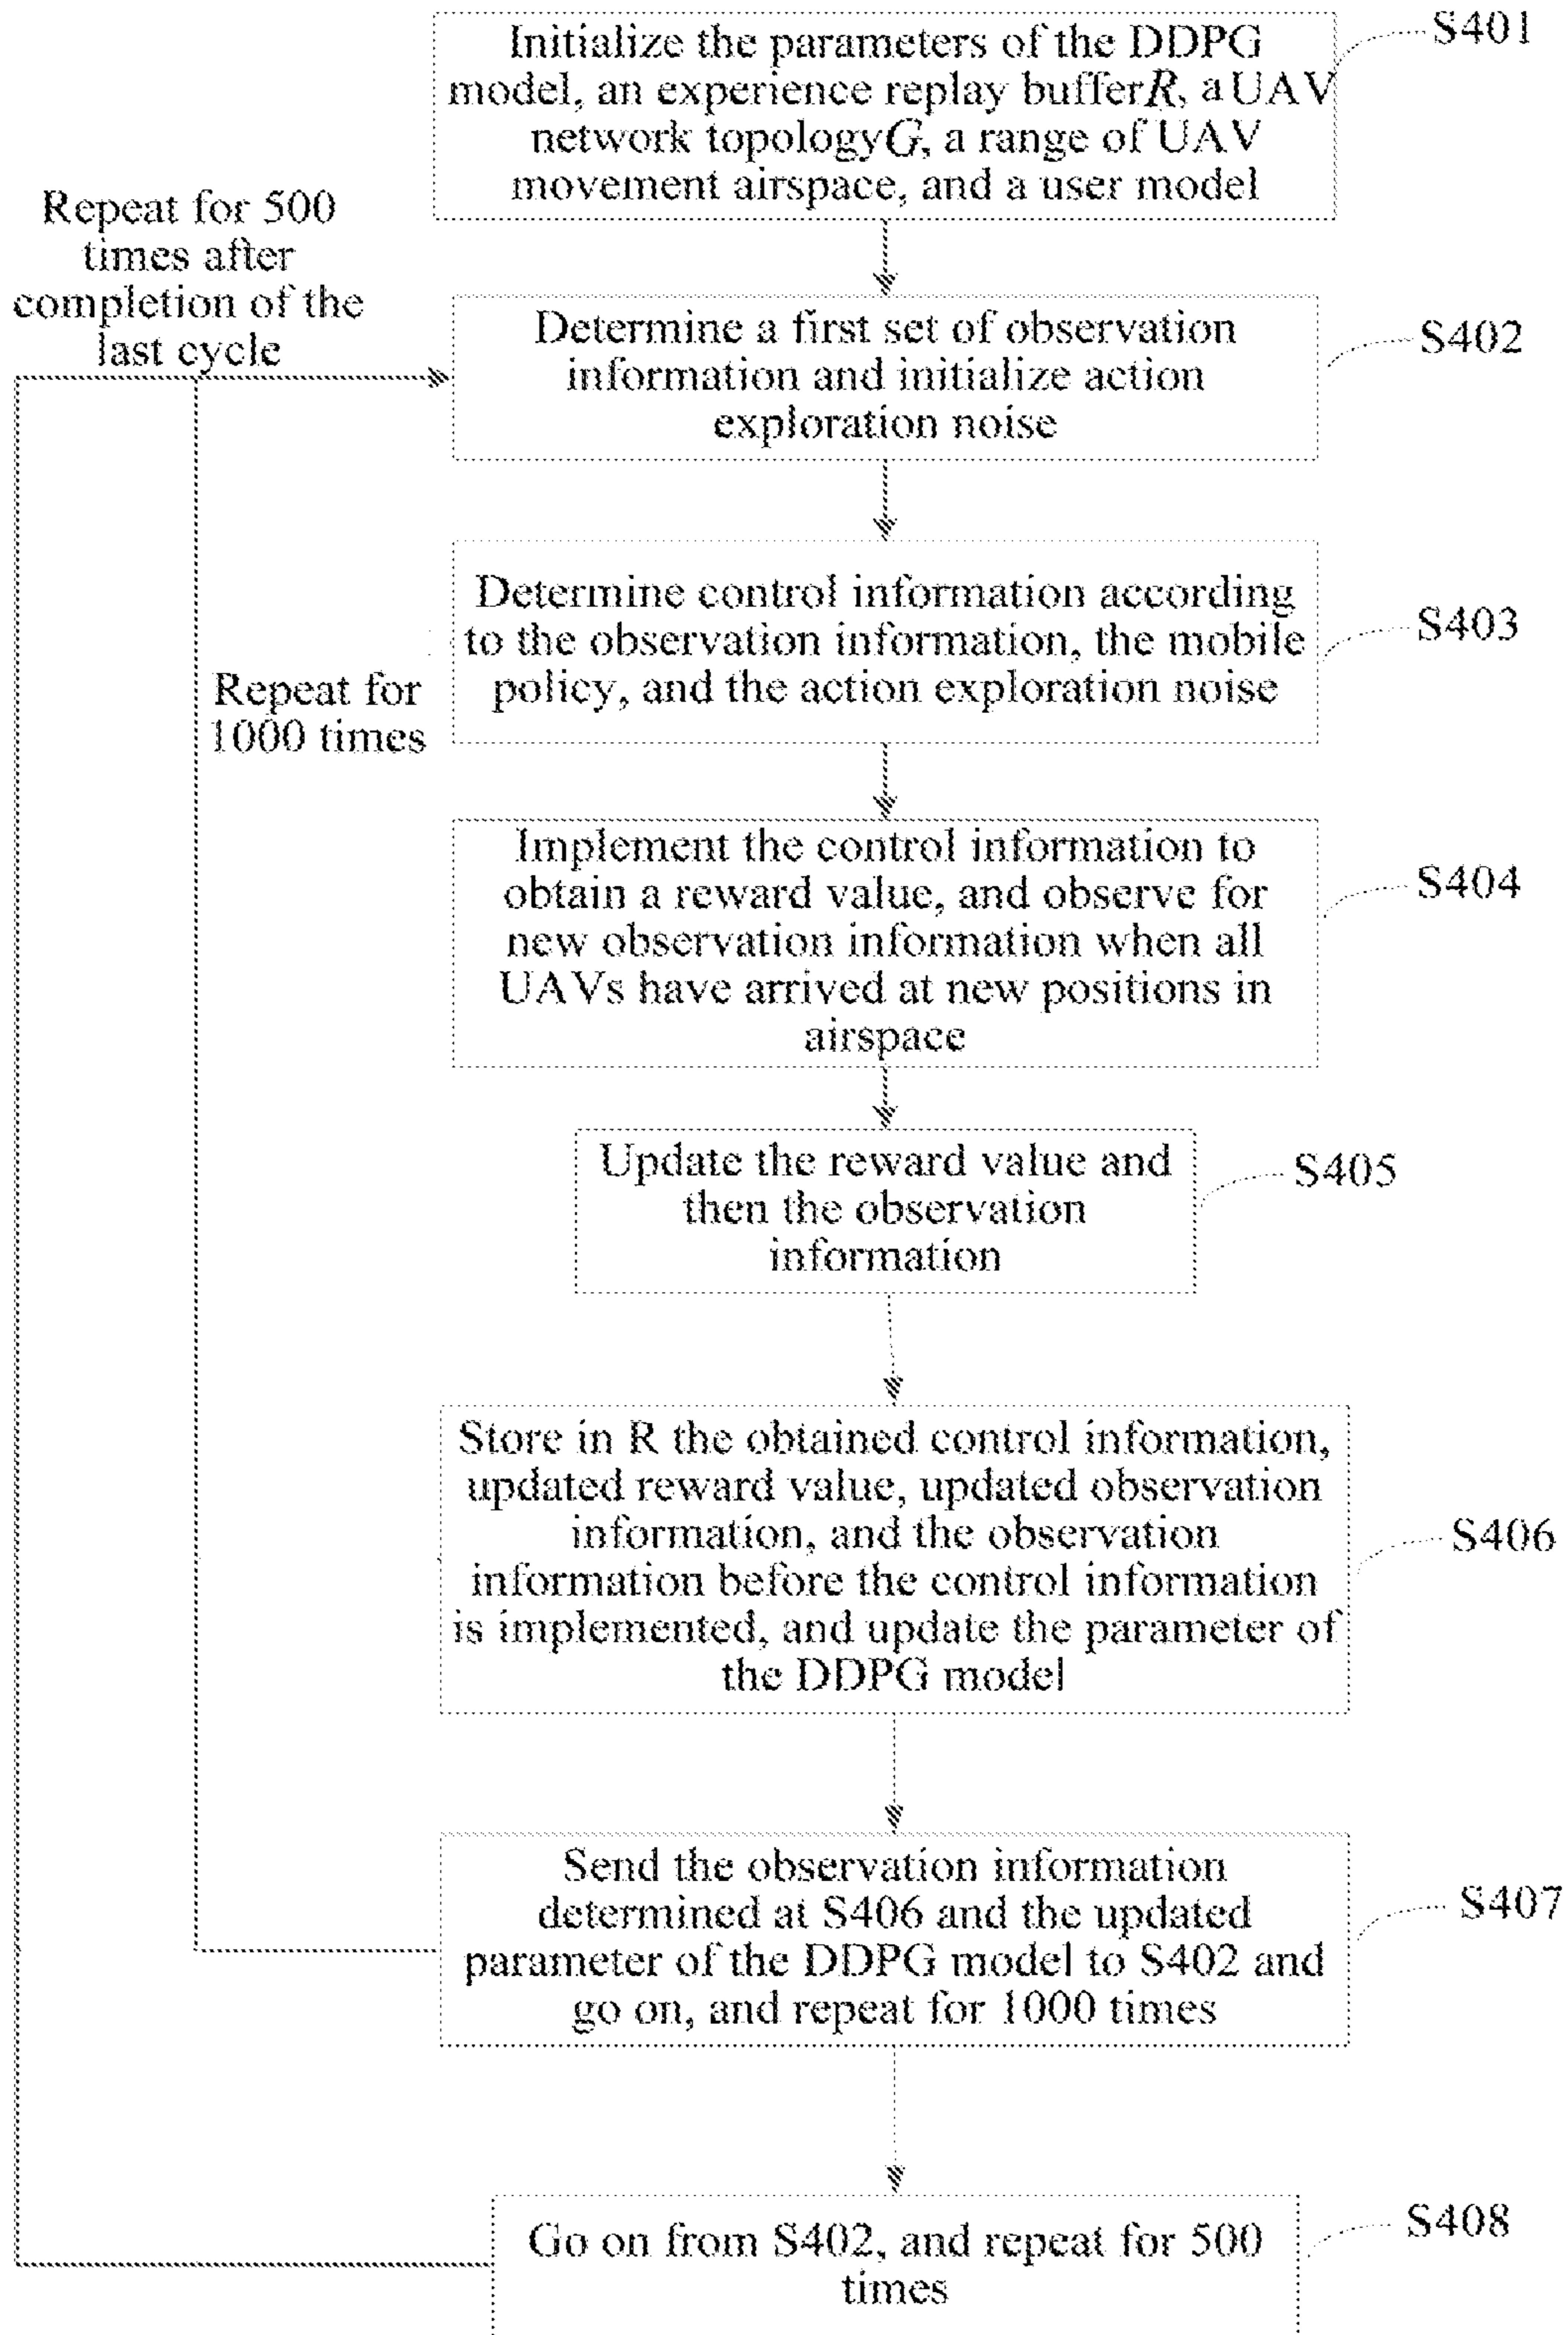 Initialize the parameters of the DDPG
model, an experience replay buffer R, a UAV
network topology G, a range of UAV
movement airspace, and a user model
S401
Repeat for 500
times after
completion of the
last cycle
Determine a first set of observation
information and initialize action
exploration noise
S402
Determine control information according
to the observation information, the mobile
policy, and the action exploration noise
S403
Repeat for
1000 times
Implement the control information to
obtain a reward value, and observe for
new observation information when all
UAVs have arrived at new positions in
airspace
S404
Update the reward value and
then the observation
information
S405
Store in R the obtained control information,
updated reward value, updated observation
information, and the observation
information before the control information
is implemented, and update the parameter of
the DDPG model
S406
Send the observation information
determined at S406 and the updated
parameter of the DDPG model to S402 and
go on, and repeat for 1000 times
S407
Go on from S402, and repeat for 500
times
S408